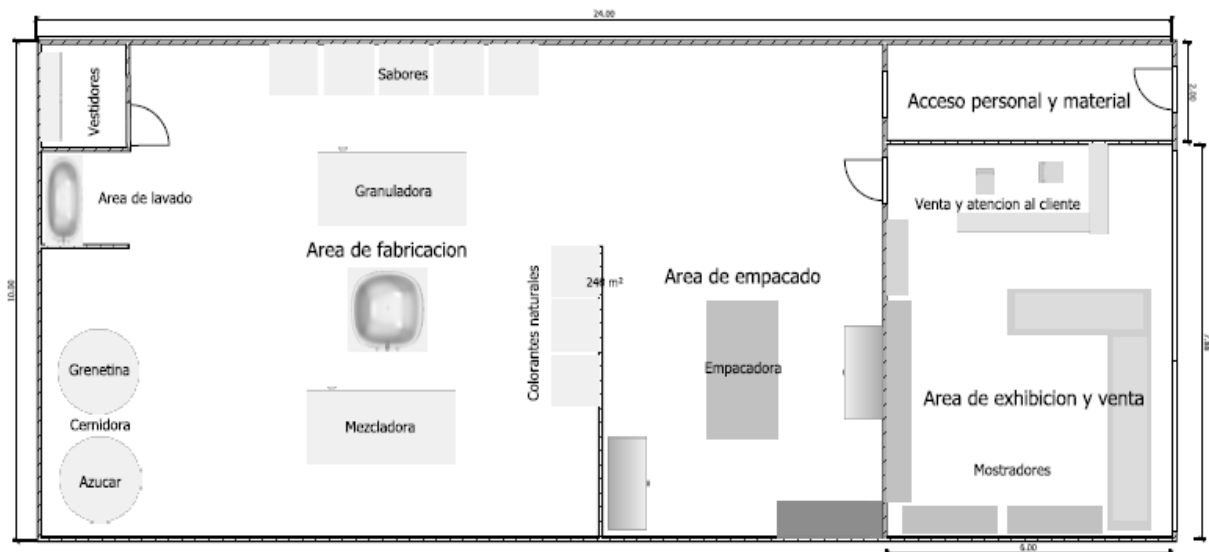 24.00
Sabores
Vestidores
Acceso personal y material
2.00
Granuladora
Area de lavado
Venta y atencion al cliente
Area de fabricacion
Area de empacado
10.00
Colorantes naturales
Grenetina
Empacadora
Area de exhibicion y venta
Cernidora
Mezcladora
Mostradores
Azucar
6.00